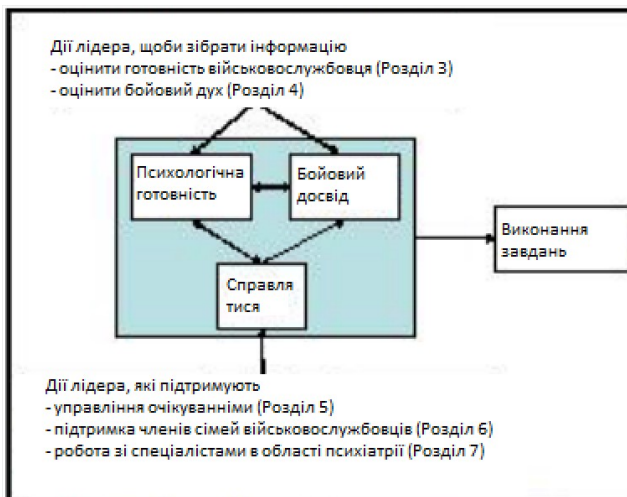 Дії лідера, щоби зібрати інформацію
- оцінити готовність військовослужбовця (Розділ 3)
- оцінити бойовий дух (Розділ 4)
Психологічна
готовність
Бойовий
досвід
Виконання
завдань
Справля
тися
Дії лідера, які підтримують
- управління очікуванніми (Розділ 5)
- підтримка членів сімей військовослужбовців (Розділ 6)
- робота зі спеціалістами в області психіатрії (Розділ 7)